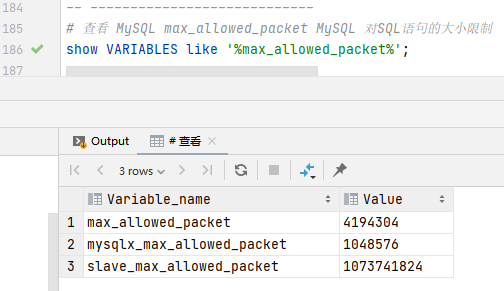 184 -- ----------------------------
185 # 查看 MySQL max_allowed_packet MySQL 对SQL语句的大小限制
186 show VARIABLES like '%max_allowed_packet%';
187
Output # 查看
3 rows
Variable_name Value
1 max_allowed_packet 4194304
2 mysqlx_max_allowed_packet 1048576
3 slave_max_allowed_packet 1073741824